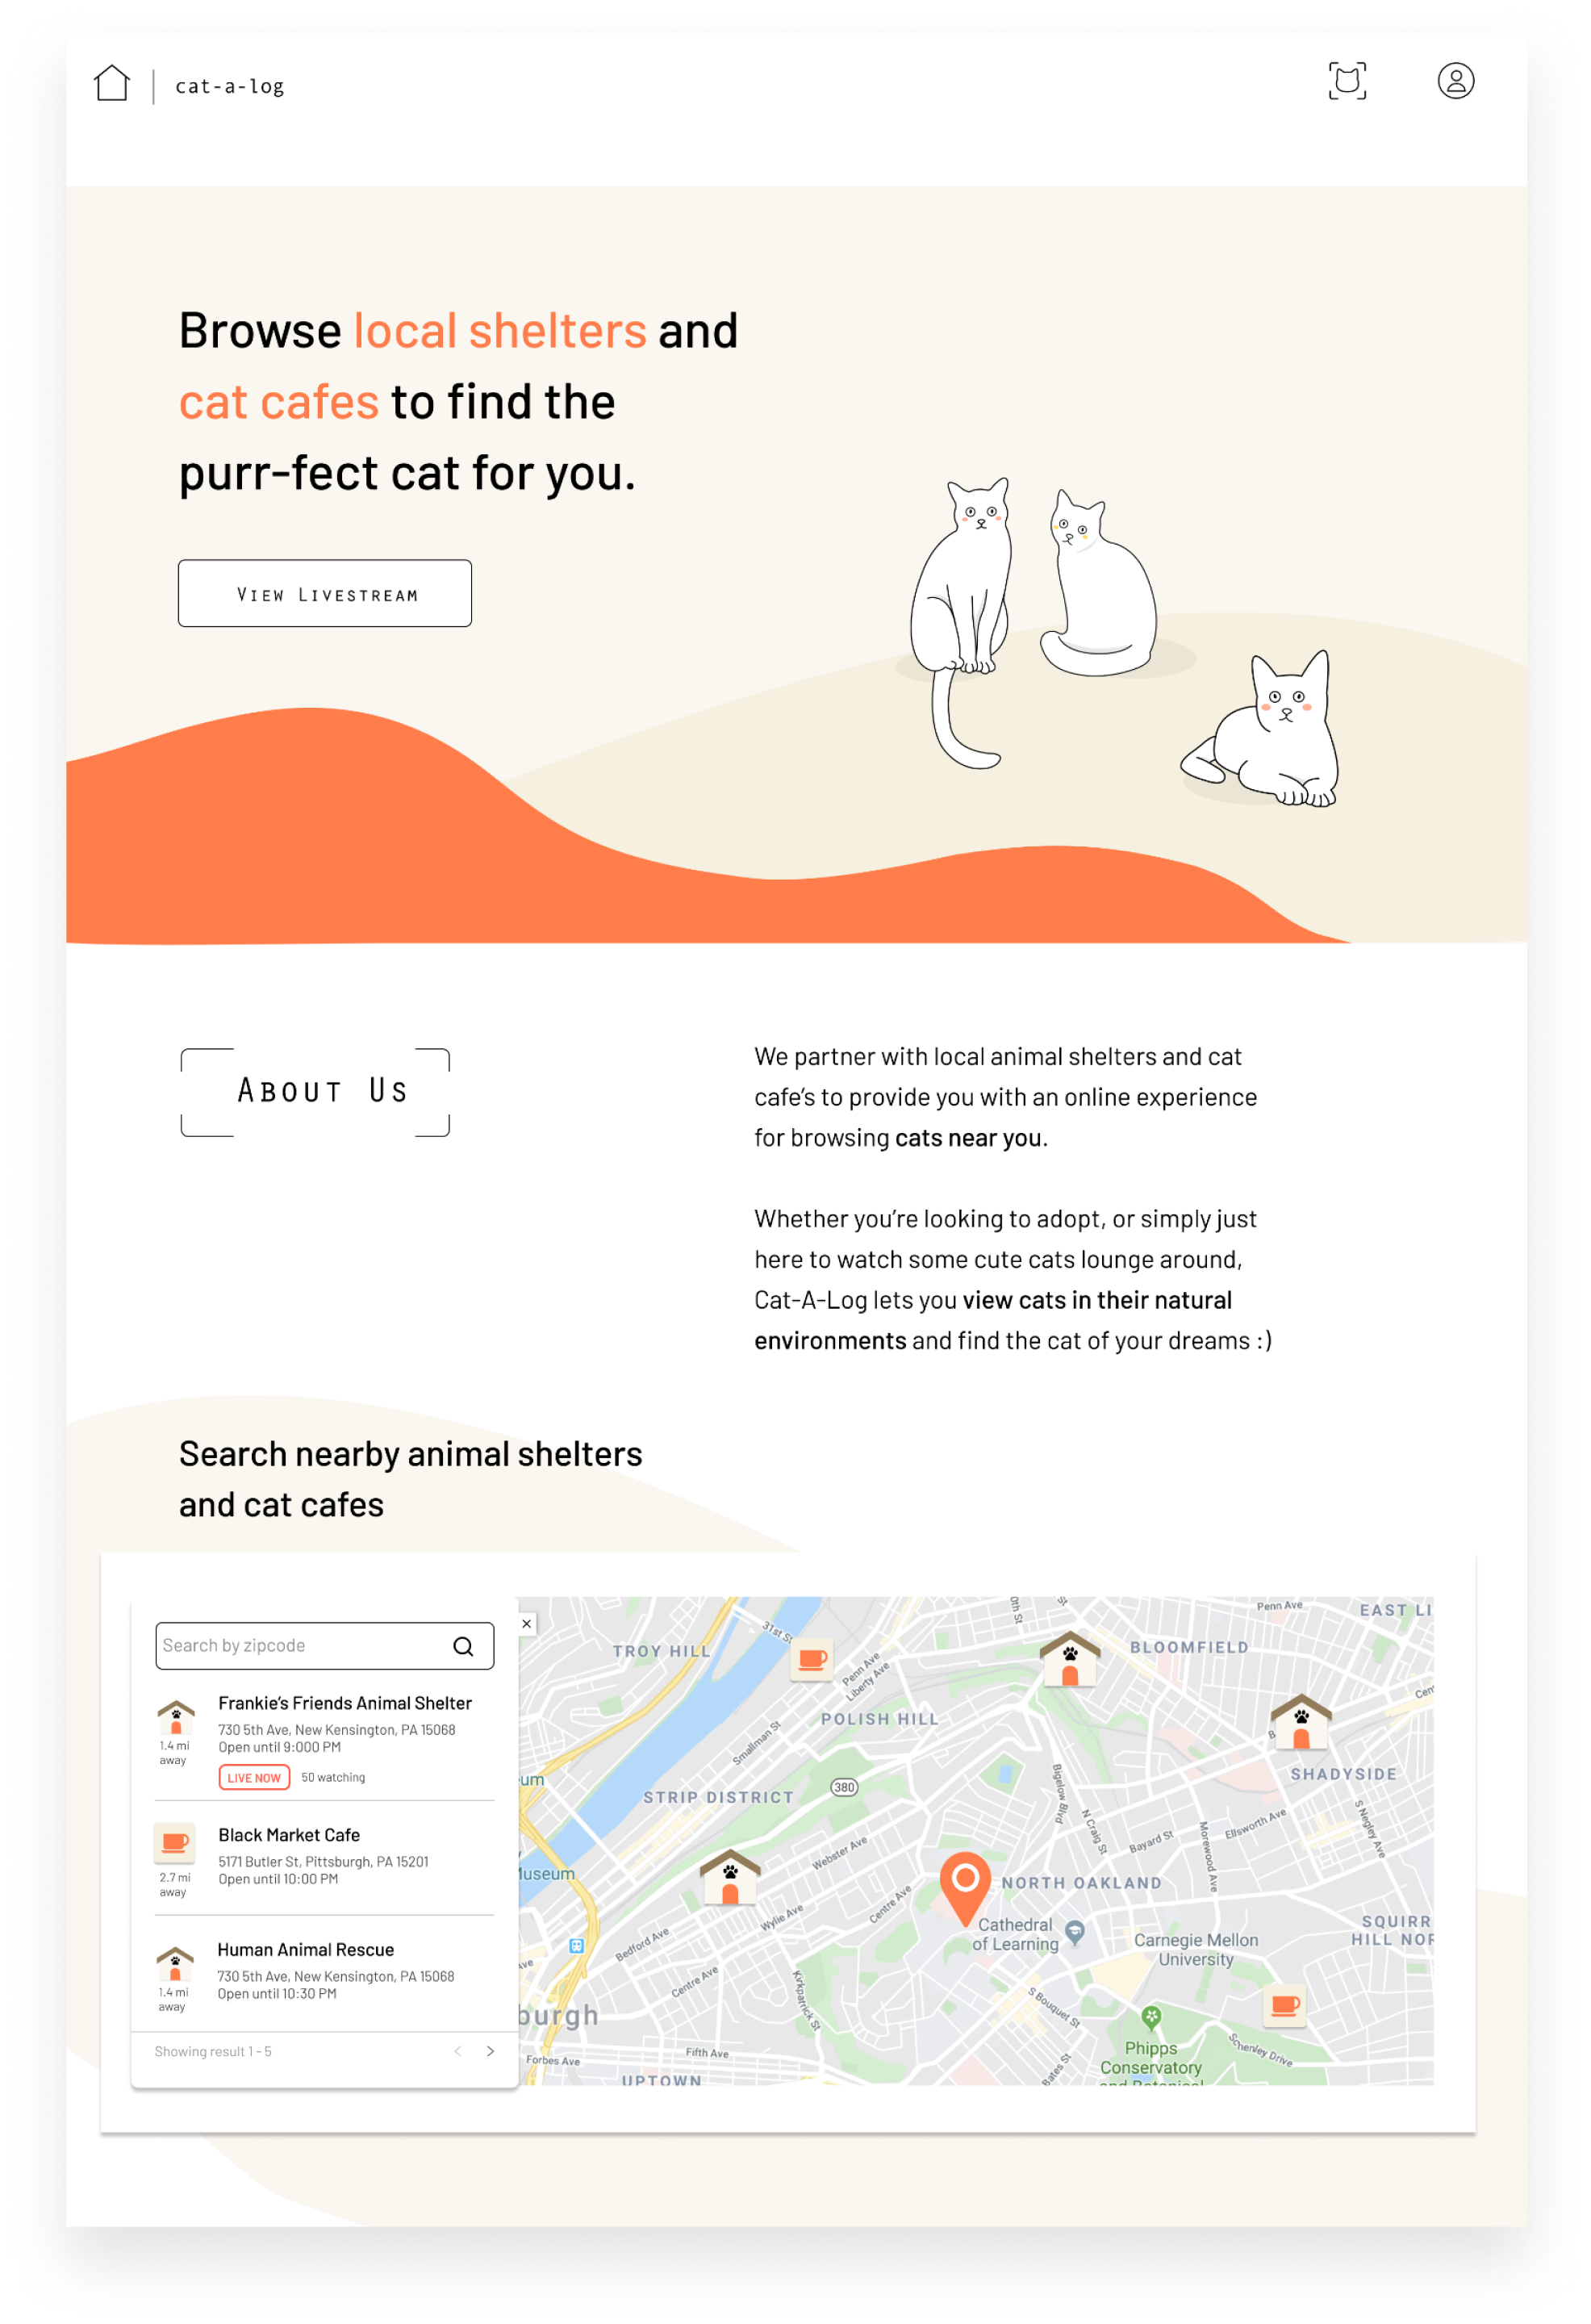 cat-a-log
Browse local shelters and
cat cafes to find the
purr-fect cat for you.
View Livestream
About Us
We partner with local animal shelters and cat
cafe's to provide you with an online experience
for browsing cats near you.
Whether you're looking to adopt, or simply just
here to watch some cute cats lounge around,
Cat-A-Log lets you view cats in their natural
environments and find the cat of your dreams :)
Search nearby animal shelters
and cat cafes
Search by zipcode
Frankie's Friends Animal Shelter
730 5th Ave, New Kensington, PA 15068
Open until 9:000 PM
1.4 mi
away
LIVE NOW
50 watching
Black Market Cafe
5171 Butler St, Pittsburgh, PA 15201
Open until 10:00 PM
2.7 mi
away
Human Animal Rescue
730 5th Ave, New Kensington, PA 15068
Open until 10:30 PM
1.4 mi
away
Showing result 1 - 5
TROY HILL
31st St
Penn Ave
Liberty Ave
0th St
St
Penn Ave
EAST LI
BLOOMFIELD
POLISH HILL
Smallman St
Cen
um
STRIP DISTRICT
380
Bigelow Blvd
N Craig St
SHADYSIDE
S Negley Ave
Ellsworth Ave
Bayard St
Morewood Ave
Webster Ave
Museum
Centre Ave
NORTH OAKLAND
Wylie Ave
Bedford Ave
Cathedral
of Learning
Carnegie Mellon
University
SQUIRR
HILL NOR
Ave
Centre Ave
Kirkpatrick St
burgh
S Bouquet St
Phipps
Conservatory
and Botanical
Schenley Drive
Fifth Ave
Forbes Ave
Bates St
UPTOWN